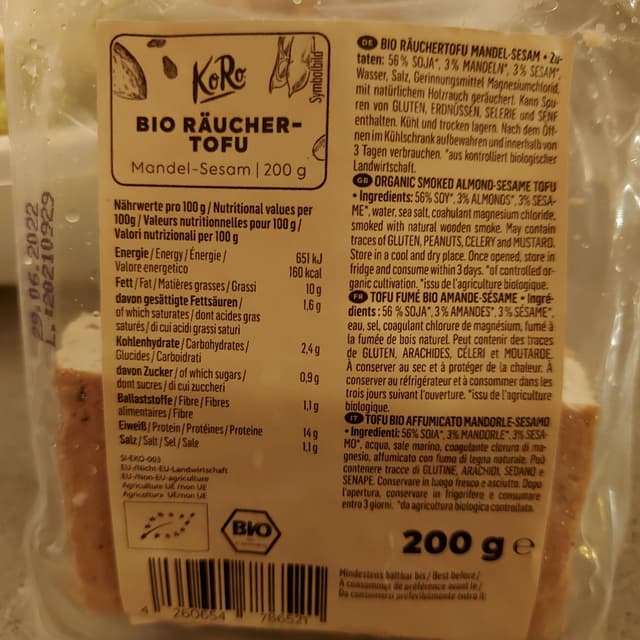 KoRo
Symbolbild
BIO RÄUCHER-
TOFU
Mandel-Sesam | 200 g
Nährwerte pro 100 g / Nutritional values per
100g / Valeurs nutritionnelles pour 100 g /
Valori nutrizionali per 100 g
Energie / Energy / Énergie / 651 kJ
Valore energetico 160 kcal
Fett / Fat / Matières grasses / Grassi 10 g
davon gesättigte Fettsäuren / 1,6 g
of which saturates / dont acides gras
saturés / di cui acidi grassi saturi
Kohlenhydrate / Carbohydrates / 2,4 g
Glucides / Carboidrati
davon Zucker / of which sugars / 0,9 g
dont sucres / di cui zuccheri
Ballaststoffe / Fibre / Fibres 1,1 g
alimentaires / Fibre
Eiweiß / Protein / Protéines / Proteine 14 g
Salz / Salt / Sel / Sale 1,1 g
SI-EKO-003
EU-/Nicht-EU-Landwirtschaft
EU-/Non-EU agriculture
Agriculture UE/non UE
Agricoltura UE/non UE
BIO
4 260654 786521
29.06.2022
L.:20210929
DE BIO RÄUCHERTOFU MANDEL-SESAM • Zu-
taten: 56 % SOJA*, 3 % MANDELN*, 3 % SESAM*,
Wasser, Salz, Gerinnungsmittel Magnesiumchlorid,
mit natürlichem Holzrauch geräuchert. Kann Spu-
ren von GLUTEN, ERDNÜSSEN, SELERIE und SENF
enthalten. Kühl und trocken lagern. Nach dem Öff-
nen im Kühlschrank aufbewahren und innerhalb von
3 Tagen verbrauchen. *aus kontrolliert biologischer
Landwirtschaft.
GB ORGANIC SMOKED ALMOND-SESAME TOFU
• Ingredients: 56% SOY*, 3% ALMONDS*, 3% SESA-
ME*, water, sea salt, coahulant magnesium chloride,
smoked with natural wooden smoke. May contain
traces of GLUTEN, PEANUTS, CELERY and MUSTARD.
Store in a cool and dry place. Once opened, store in
fridge and consume within 3 days. *of controlled or-
ganic cultivation. *issu de l'agriculture biologique.
FR TOFU FUMÉ BIO AMANDE-SÉSAME • Ingré-
dients : 56 % SOJA*, 3 % AMANDES*, 3 % SÉSAME*,
eau, sel, coagulant chlorure de magnésium, fumé à
la fumée de bois naturel. Peut contenir des traces
de GLUTEN, ARACHIDES, CÉLERI et MOUTARDE.
À conserver au sec et à protéger de la chaleur. À
conserver au réfrigérateur et à consommer dans les
trois jours suivant l'ouverture. *issu de l'agriculture
biologique.
IT TOFU BIO AFFUMICATO MANDORLE-SESAMO
• Ingredienti: 56% SOIA*, 3% MANDORLE*, 3% SESA-
MO*, acqua, sale marino, coagulante cloruro di ma-
gnesio, affumicato con fumo di legna naturale. Può
contenere tracce di GLUTINE, ARACHIDI, SEDANO e
SENAPE. Conservare in luogo fresco e asciutto. Dopo
l'apertura, conservare in frigorifero e consumare
entro 3 giorni. *da agricoltura biologica controllata.
200 g e
Mindestens haltbar bis / Best before /
À consommer de préférence avant le /
Da consumarsi preferibilmente entro il: